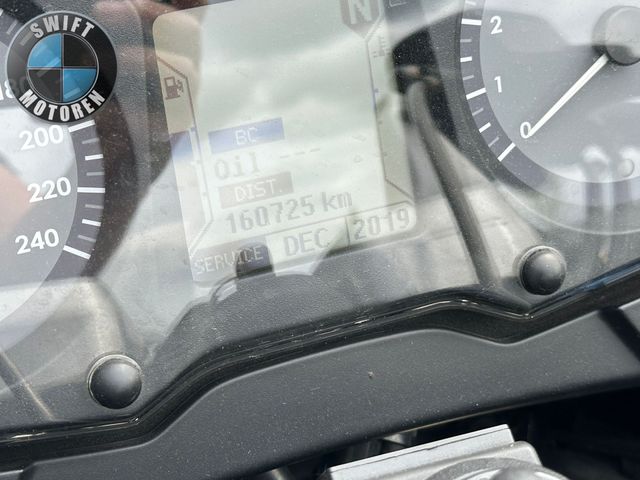 SWIFT
MOTOREN
N
2
1
0
200
220
240
BC
Oil ---
DIST.
160725 km
SERVICE DEC 2019